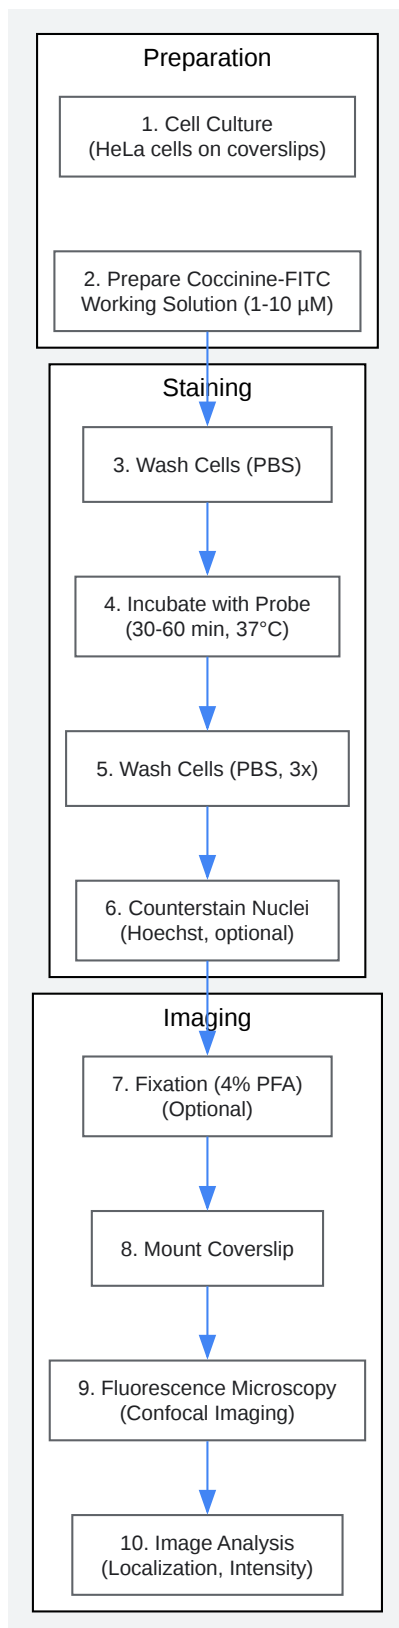 Preparation
1. Cell Culture
(HeLa cells on coverslips)
2. Prepare Coccinine-FITC
Working Solution (1-10 µM)
Staining
3. Wash Cells (PBS)
4. Incubate with Probe
(30-60 min, 37°C)
5. Wash Cells (PBS, 3x)
6. Counterstain Nuclei
(Hoechst, optional)
Imaging
7. Fixation (4% PFA)
(Optional)
8. Mount Coverslip
9. Fluorescence Microscopy
(Confocal Imaging)
10. Image Analysis
(Localization, Intensity)